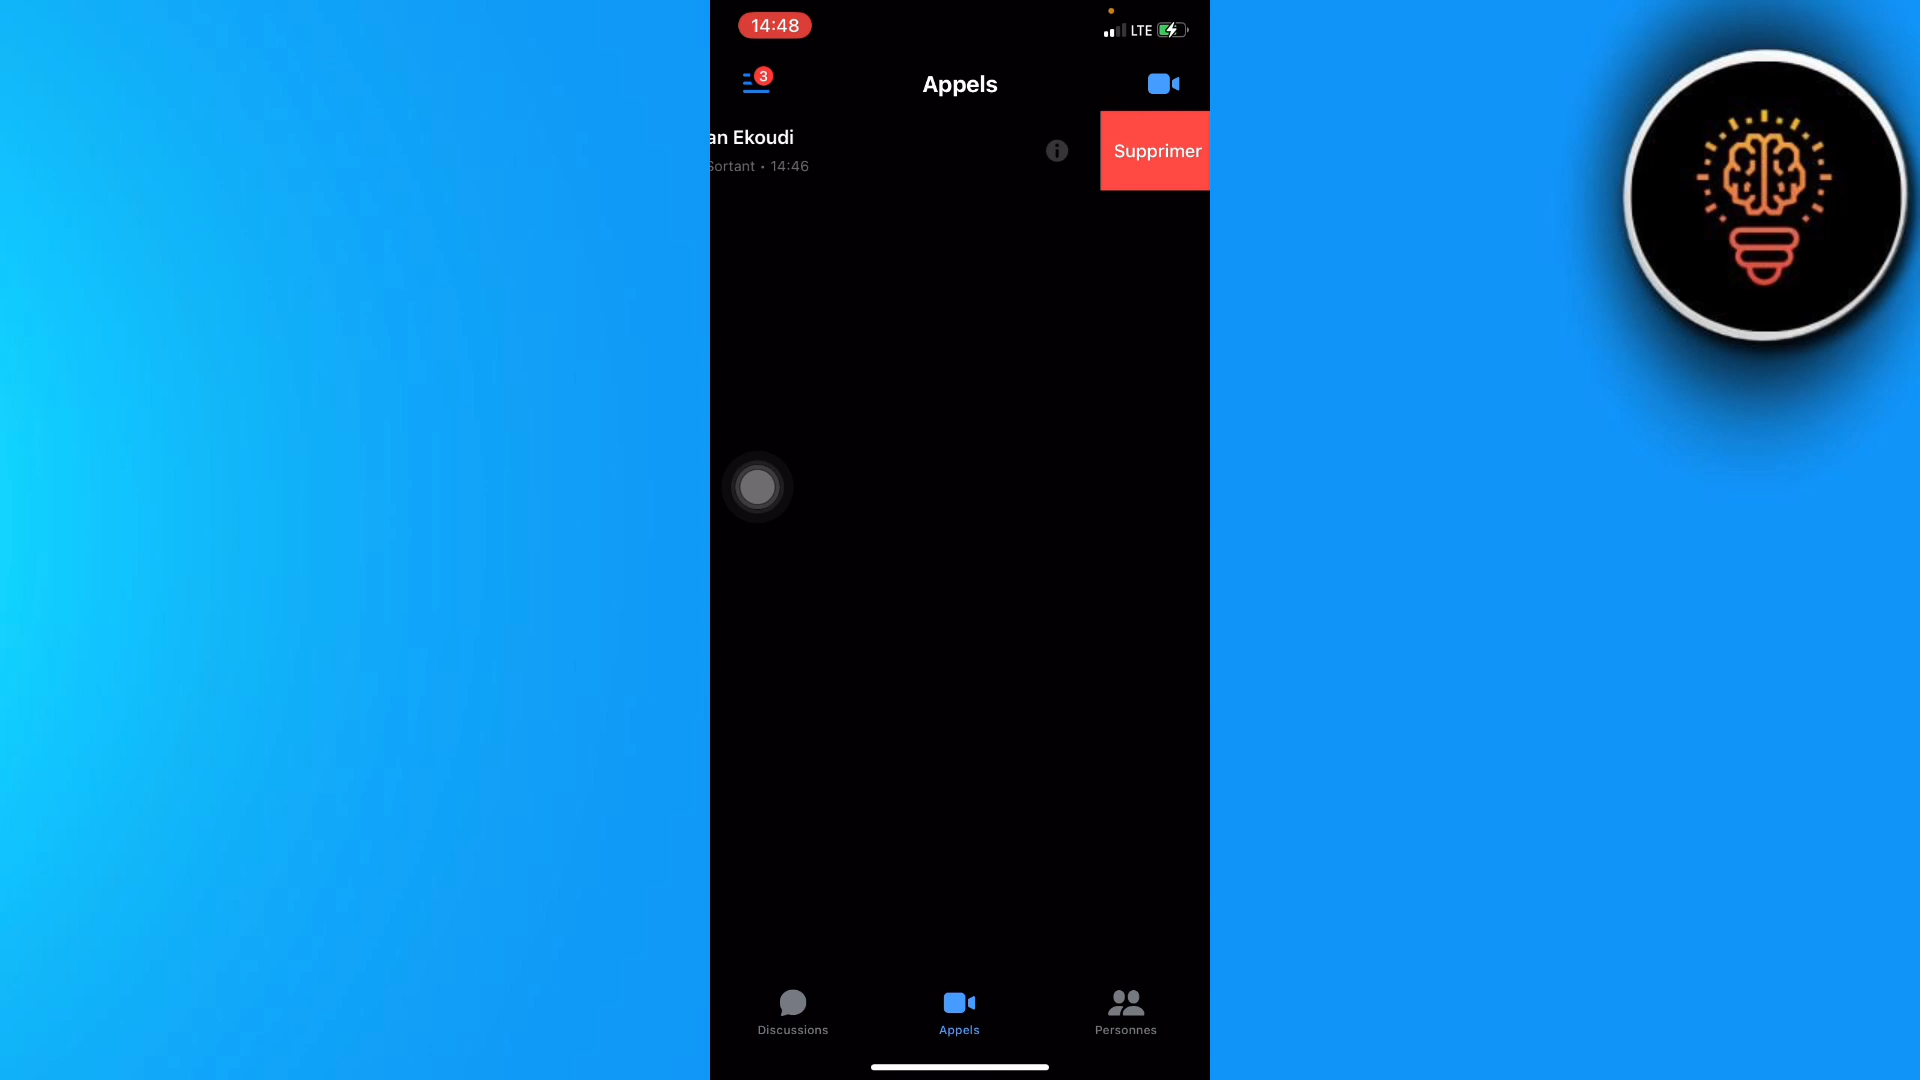 14:48
LTE
3
Appels
an Ekoudi
Sortant • 14:46
Supprimer
Discussions
Appels
Personnes